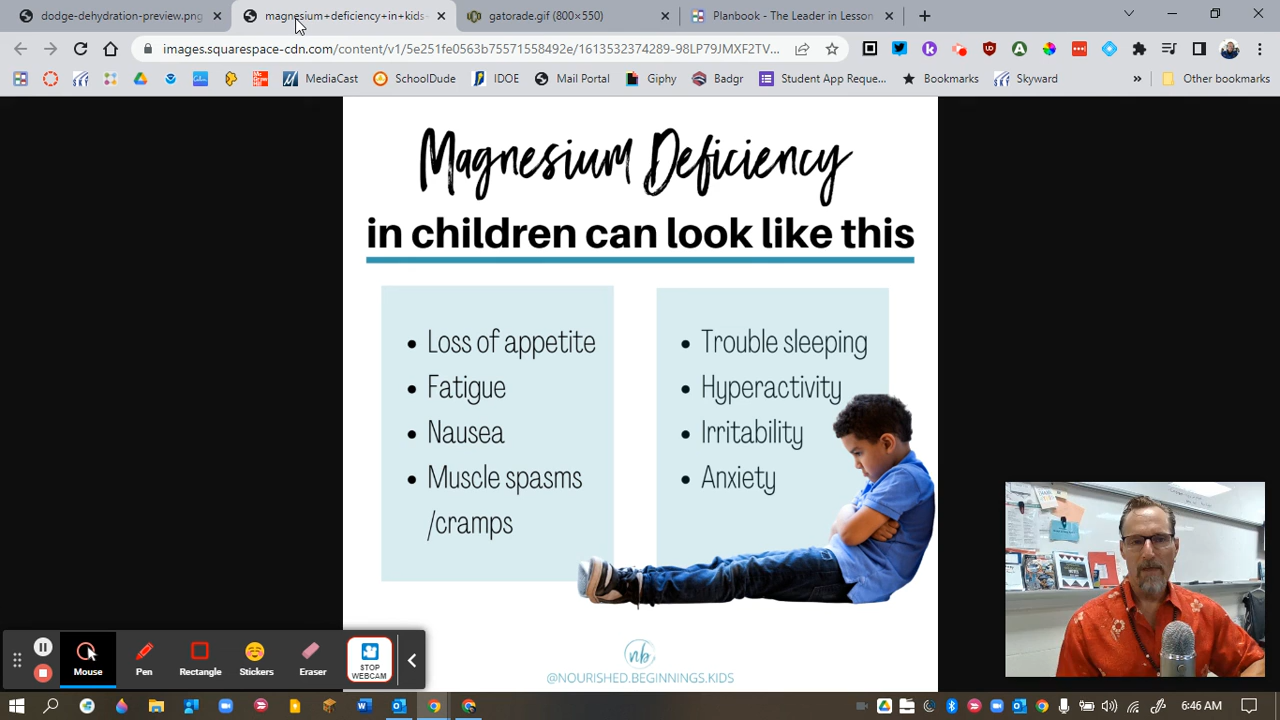 dodge-dehydration-preview.png
magnesium+deficiency+in+kids-
gatorade.gif (800×550)
Planbook - The Leader in Lesson
images.squarespace-cdn.com/content/v1/5e251fe0563b75571558492e/1613532374289-98LP79JMXF2TV...
MediaCast
SchoolDude
IDOE
Mail Portal
Giphy
Badgr
Student App Reque...
Bookmarks
Skyward
»
Other bookmarks
Magnesium Deficiency
in children can look like this
• Loss of appetite
• Fatigue
• Nausea
• Muscle spasms
/cramps
• Trouble sleeping
• Hyperactivity
• Irritability
• Anxiety
nb
@NOURISHED.BEGINNINGS.KIDS
Mouse
Pen
Rectangle
Stickers
Eraser
STOP
WEBCAM
6:46 AM